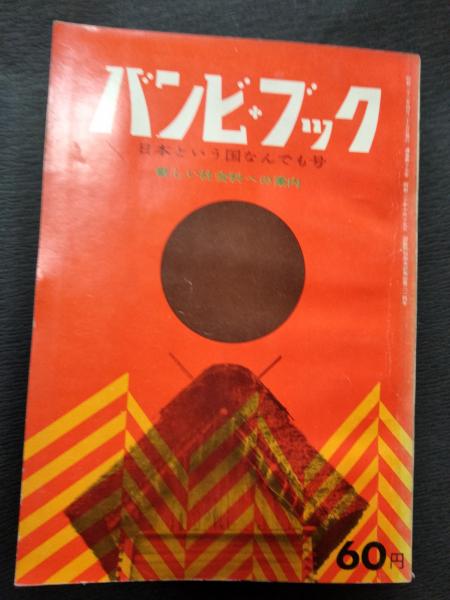 バンビ・ブック
日本という国なんでも号
楽しい社会科への案内
60円